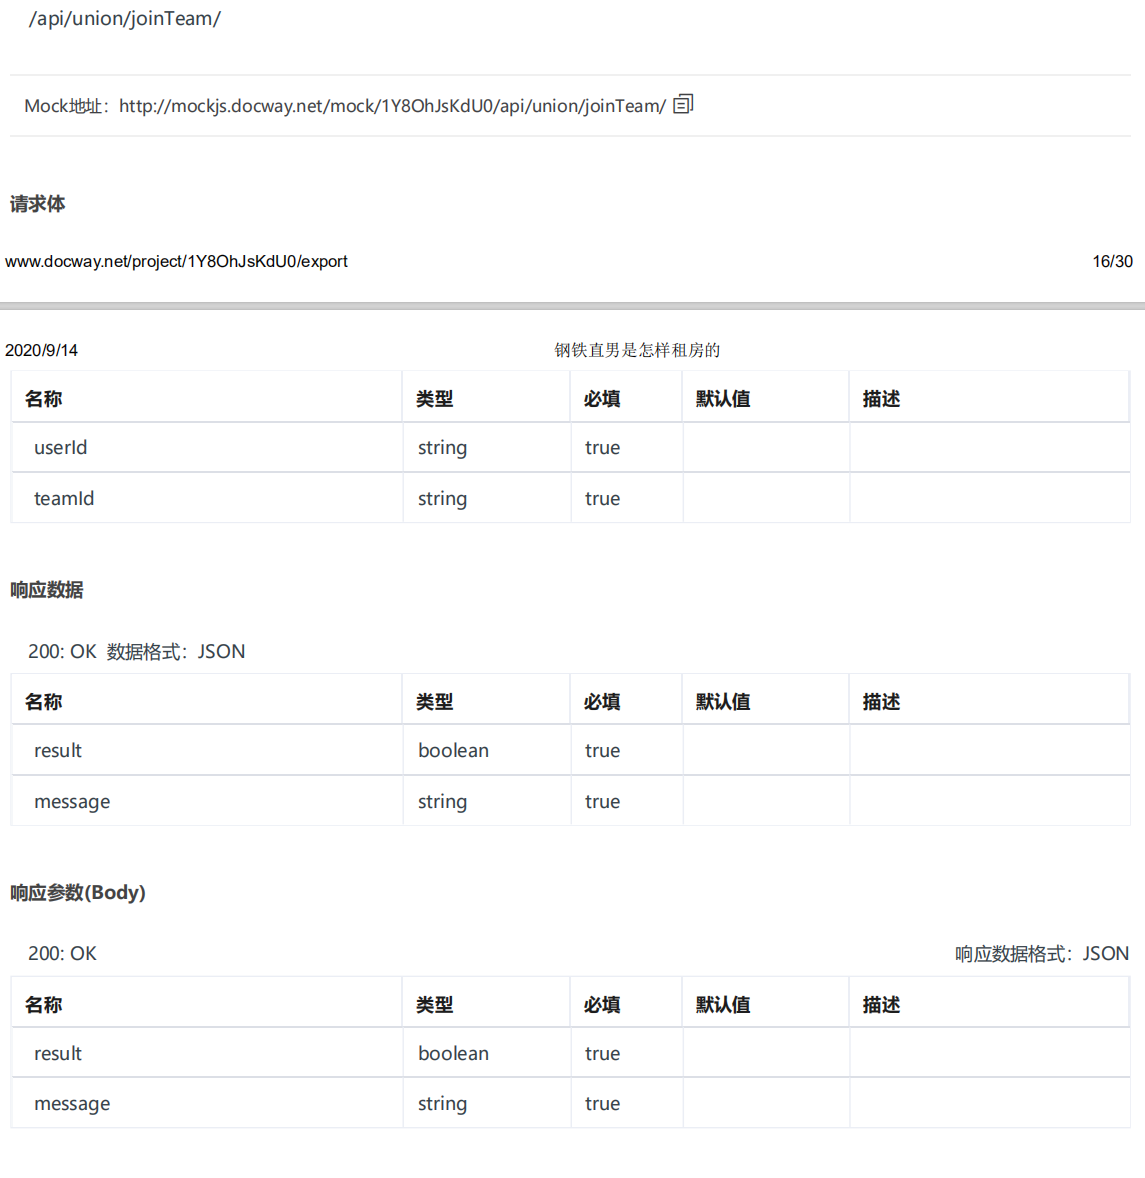 /api/union/joinTeam/
Mock地址：http://mockjs.docway.net/mock/1Y8OhJsKdU0/api/union/joinTeam/
请求体
www.docway.net/project/1Y8OhJsKdU0/export 16/30
2020/9/14 钢铁直男是怎样租房的
名称 类型 必填 默认值 描述
userId string true
teamId string true
响应数据
200: OK 数据格式：JSON
名称 类型 必填 默认值 描述
result boolean true
message string true
响应参数(Body)
200: OK 响应数据格式：JSON
名称 类型 必填 默认值 描述
result boolean true
message string true